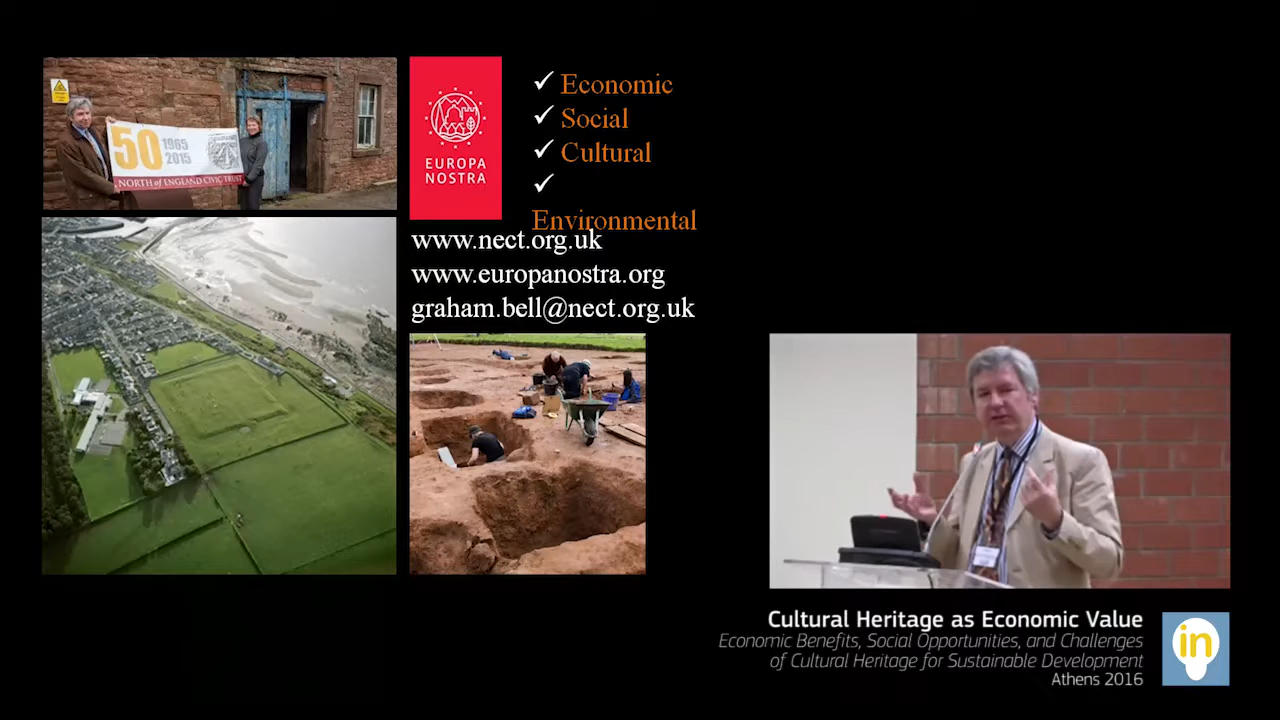 50 1965
2015
NORTH of ENGLAND CIVIC TRUST
EUROPA
NOSTRA
✓ Economic
✓ Social
✓ Cultural
✓
Environmental
www.nect.org.uk
www.europanostra.org
graham.bell@nect.org.uk
Cultural Heritage as Economic Value
Economic Benefits, Social Opportunities, and Challenges
of Cultural Heritage for Sustainable Development
Athens 2016
in